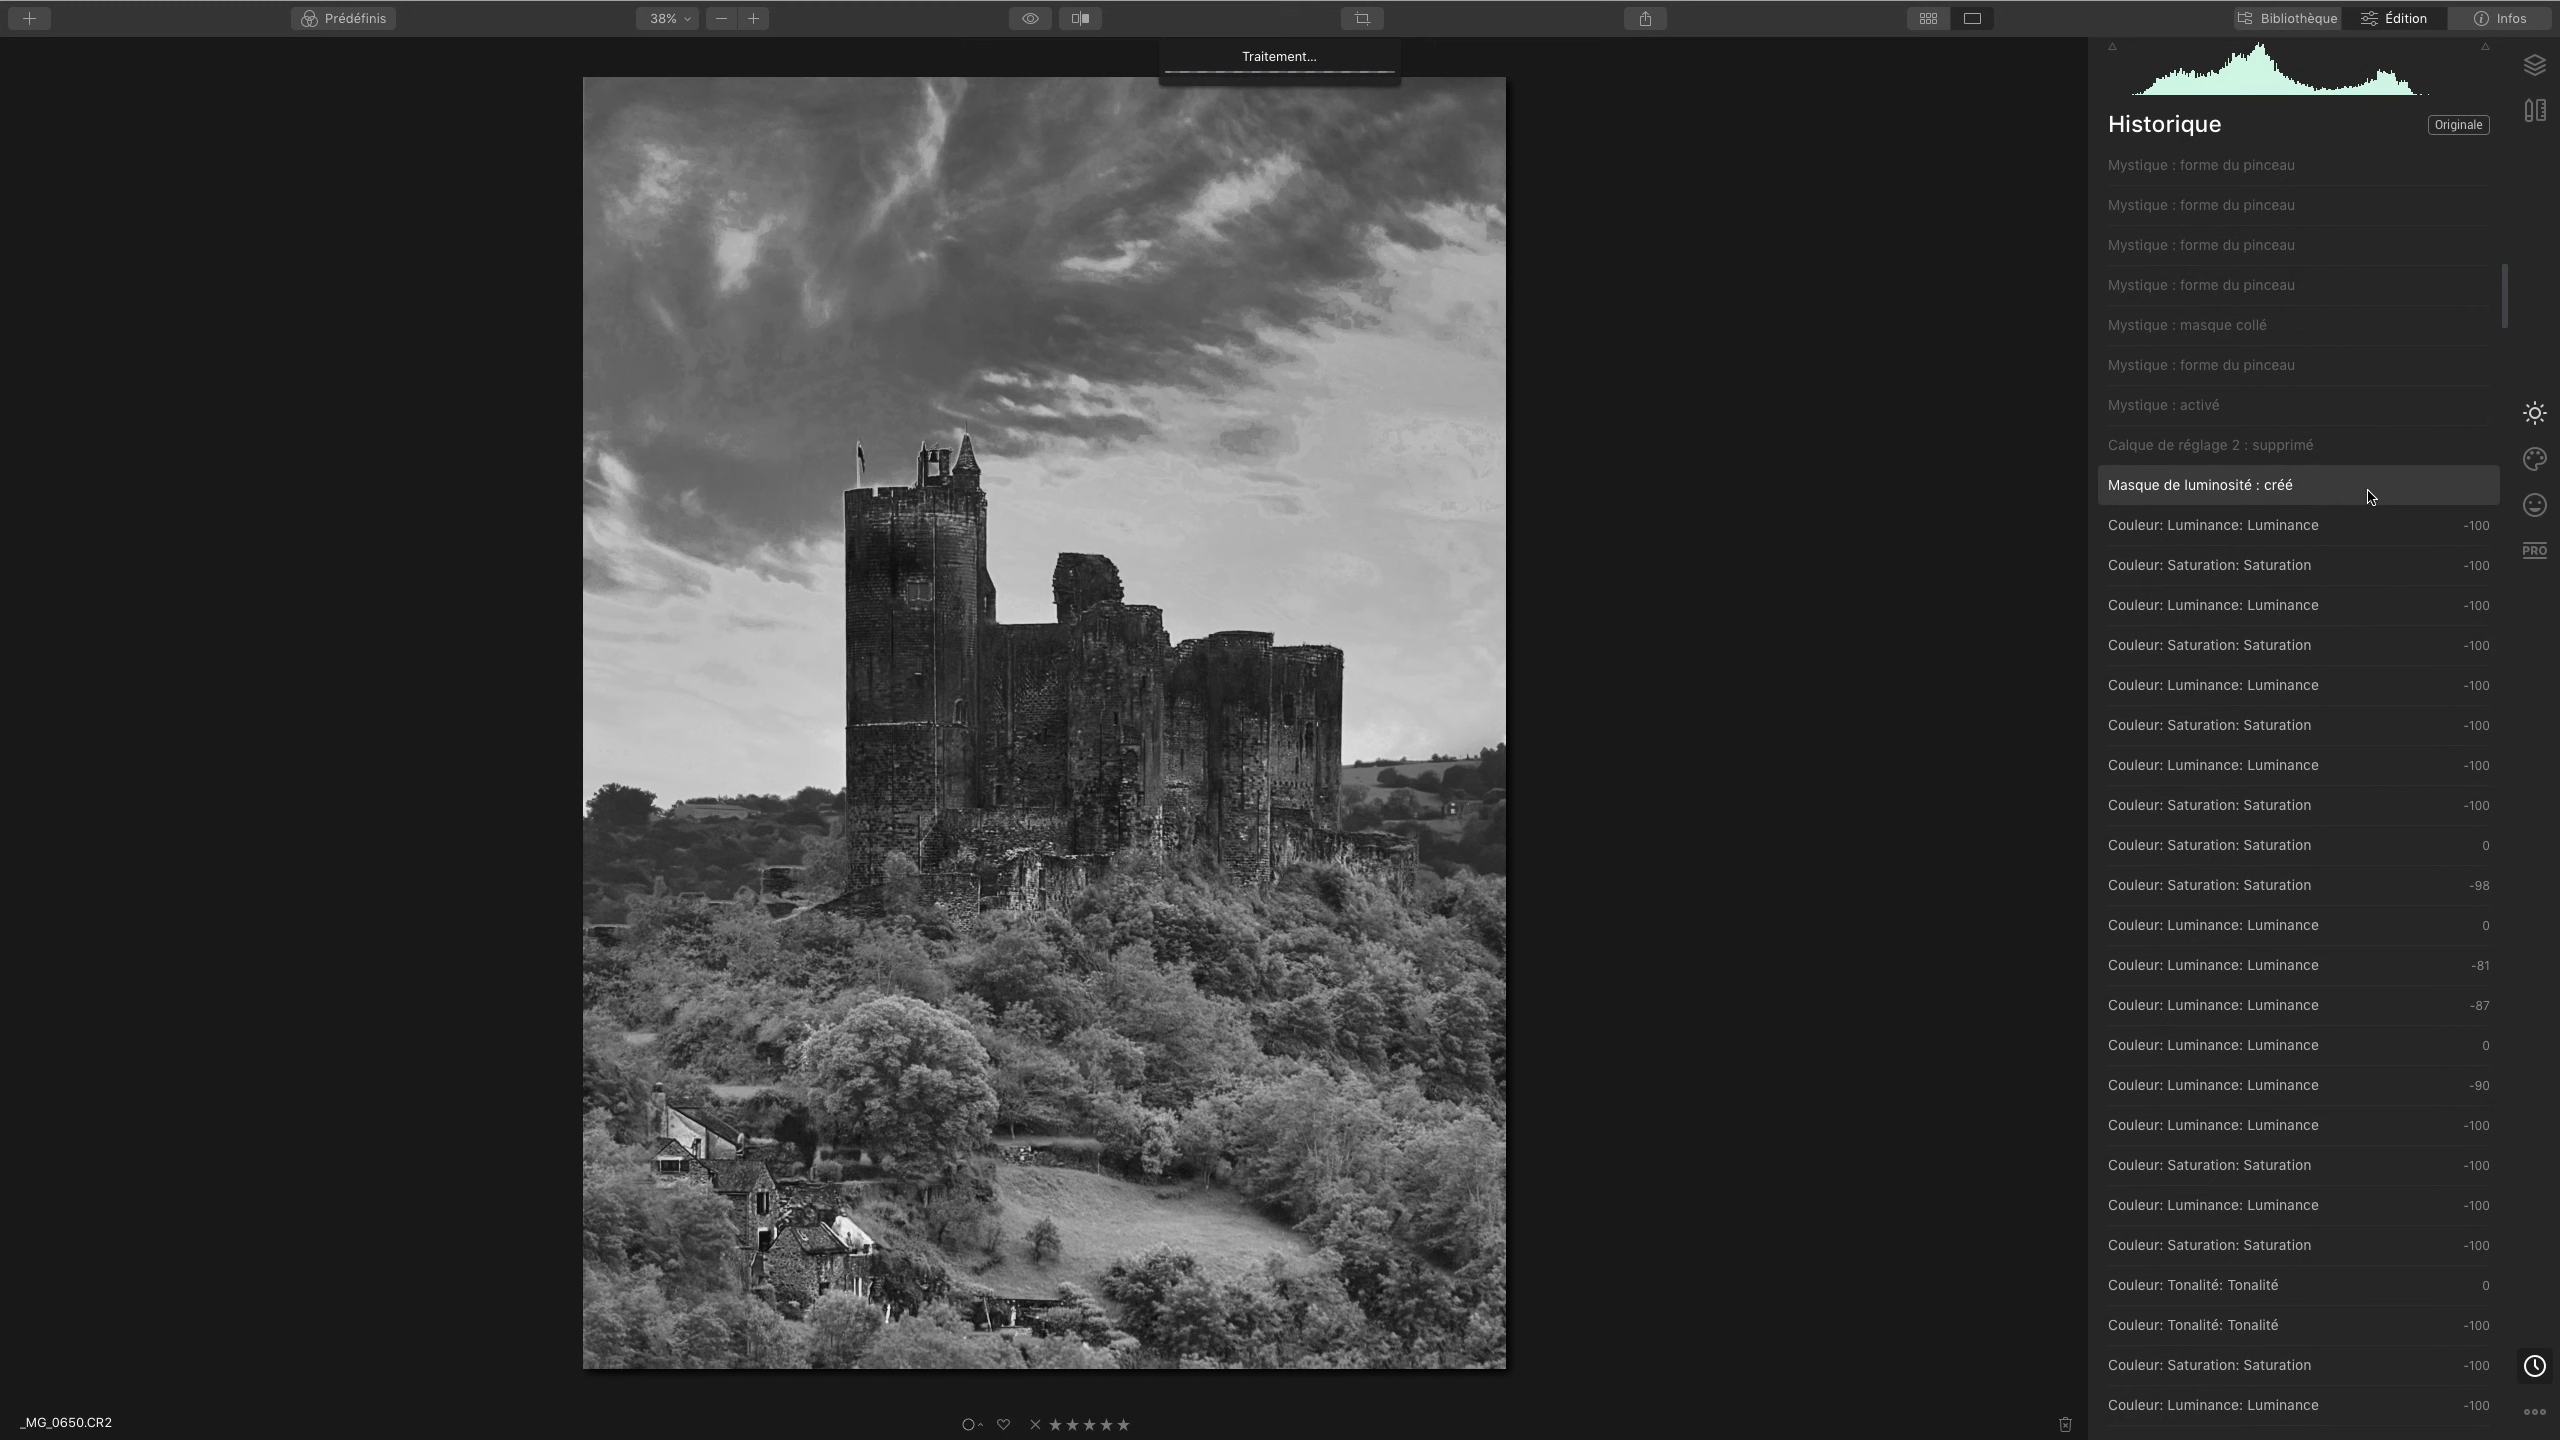 Prédéfinis
38%
Bibliothèque
Édition
Infos
Traitement...
Historique
Originale
Mystique : forme du pinceau
Mystique : forme du pinceau
Mystique : forme du pinceau
Mystique : forme du pinceau
Mystique : masque collé
Mystique : forme du pinceau
Mystique : activé
Calque de réglage 2 : supprimé
Masque de luminosité : créé
Couleur: Luminance: Luminance -100
Couleur: Saturation: Saturation -100
Couleur: Luminance: Luminance -100
Couleur: Saturation: Saturation -100
Couleur: Luminance: Luminance -100
Couleur: Saturation: Saturation -100
Couleur: Luminance: Luminance -100
Couleur: Saturation: Saturation -100
Couleur: Saturation: Saturation 0
Couleur: Saturation: Saturation -98
Couleur: Luminance: Luminance 0
Couleur: Luminance: Luminance -81
Couleur: Luminance: Luminance -87
Couleur: Luminance: Luminance 0
Couleur: Luminance: Luminance -90
Couleur: Luminance: Luminance -100
Couleur: Saturation: Saturation -100
Couleur: Luminance: Luminance -100
Couleur: Saturation: Saturation -100
Couleur: Tonalité: Tonalité 0
Couleur: Tonalité: Tonalité -100
Couleur: Saturation: Saturation -100
Couleur: Luminance: Luminance -100
PRO
_MG_0650.CR2